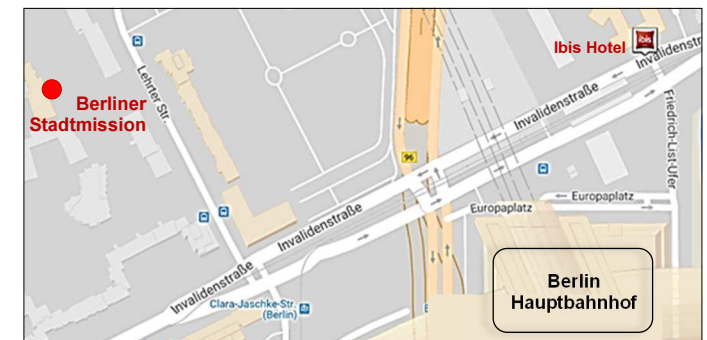 Ibis Hotel
ibis
Invalidenstraße
Lehrter Str.
Berliner
Stadtmission
Invalidenstraße
Friedrich-List-Ufer
96
Europaplatz
Europaplatz
Invalidenstraße
Invalidenstraße
Clara-Jaschke-Str.
(Berlin)
Berlin
Hauptbahnhof